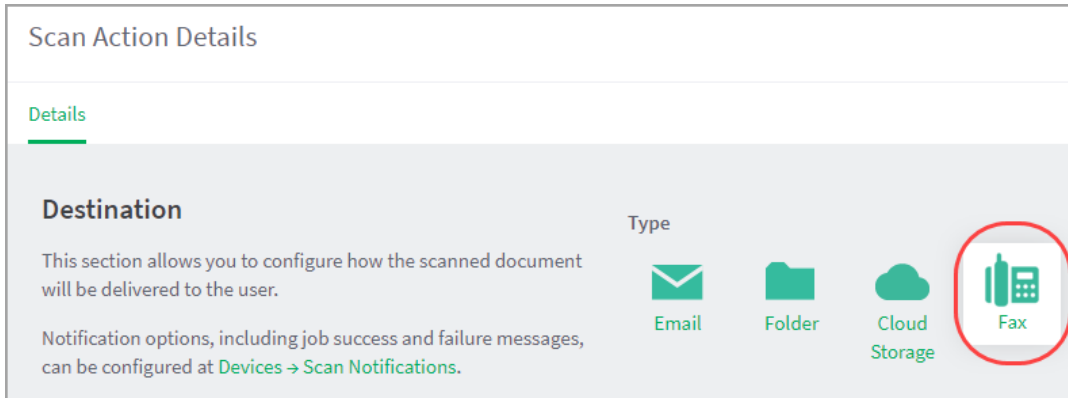 Scan Action Details
Details
Destination
This section allows you to configure how the scanned document
will be delivered to the user.
Notification options, including job success and failure messages,
can be configured at Devices → Scan Notifications.
Type
Email
Folder
Cloud
Storage
Fax